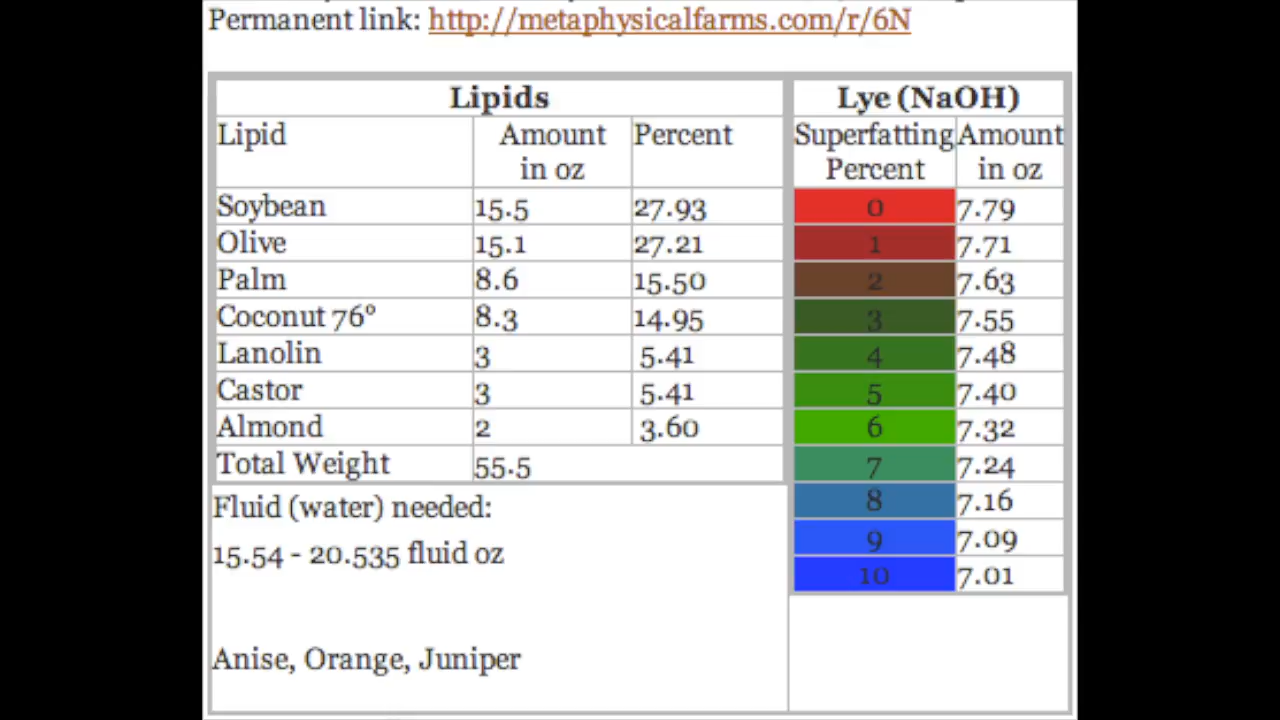 Permanent link: http://metaphysicalfarms.com/r/6N
Lipids
Lipid Amount in oz Percent
Soybean 15.5 27.93
Olive 15.1 27.21
Palm 8.6 15.50
Coconut 76° 8.3 14.95
Lanolin 3 5.41
Castor 3 5.41
Almond 2 3.60
Total Weight 55.5
Fluid (water) needed:
15.54 - 20.535 fluid oz
Anise, Orange, Juniper
Lye (NaOH)
Superfatting Percent Amount in oz
0 7.79
1 7.71
2 7.63
3 7.55
4 7.48
5 7.40
6 7.32
7 7.24
8 7.16
9 7.09
10 7.01